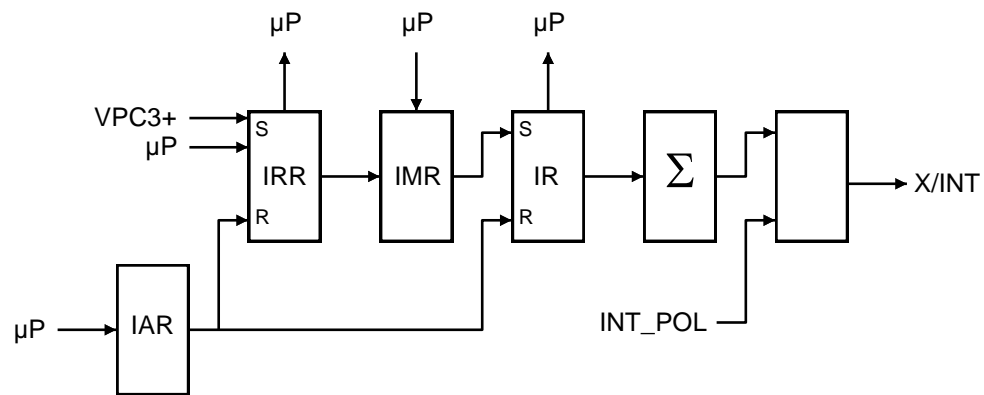 µP
µP
µP
VPC3+
µP
S
IRR
R
IMR
S
IR
R
Σ
X/INT
µP
IAR
INT_POL